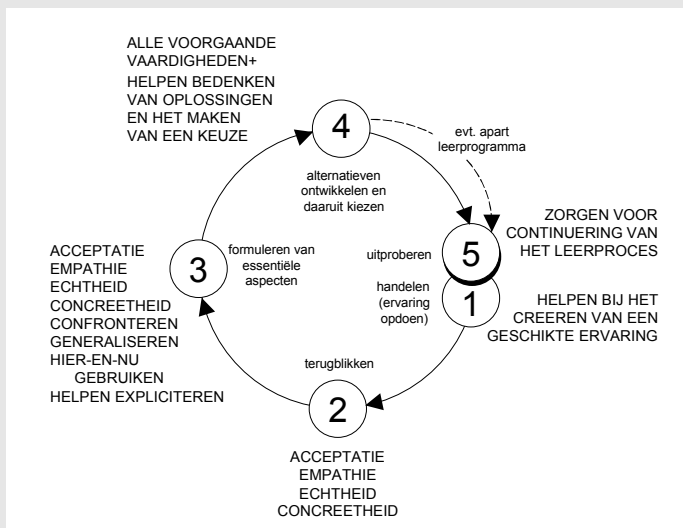 ALLE VOORGAANDE
VAARDIGHEDEN+
HELPEN BEDENKEN
VAN OPLOSSINGEN
EN HET MAKEN
VAN EEN KEUZE
4
evt. apart
leerprogramma
alternatieven
ontwikkelen en
daaruit kiezen
ZORGEN VOOR
CONTINUERING VAN
HET LEERPROCES
uitproberen
5
ACCEPTATIE
EMPATHIE
ECHTHEID
CONCREETHEID
CONFRONTEREN
GENERALISEREN
HIER-EN-NU
GEBRUIKEN
HELPEN EXPLICITEREN
3
formuleren van
essentiële
aspecten
handelen
(ervaring
opdoen)
1
HELPEN BIJ HET
CREEREN VAN EEN
GESCHIKTE ERVARING
terugblikken
2
ACCEPTATIE
EMPATHIE
ECHTHEID
CONCREETHEID